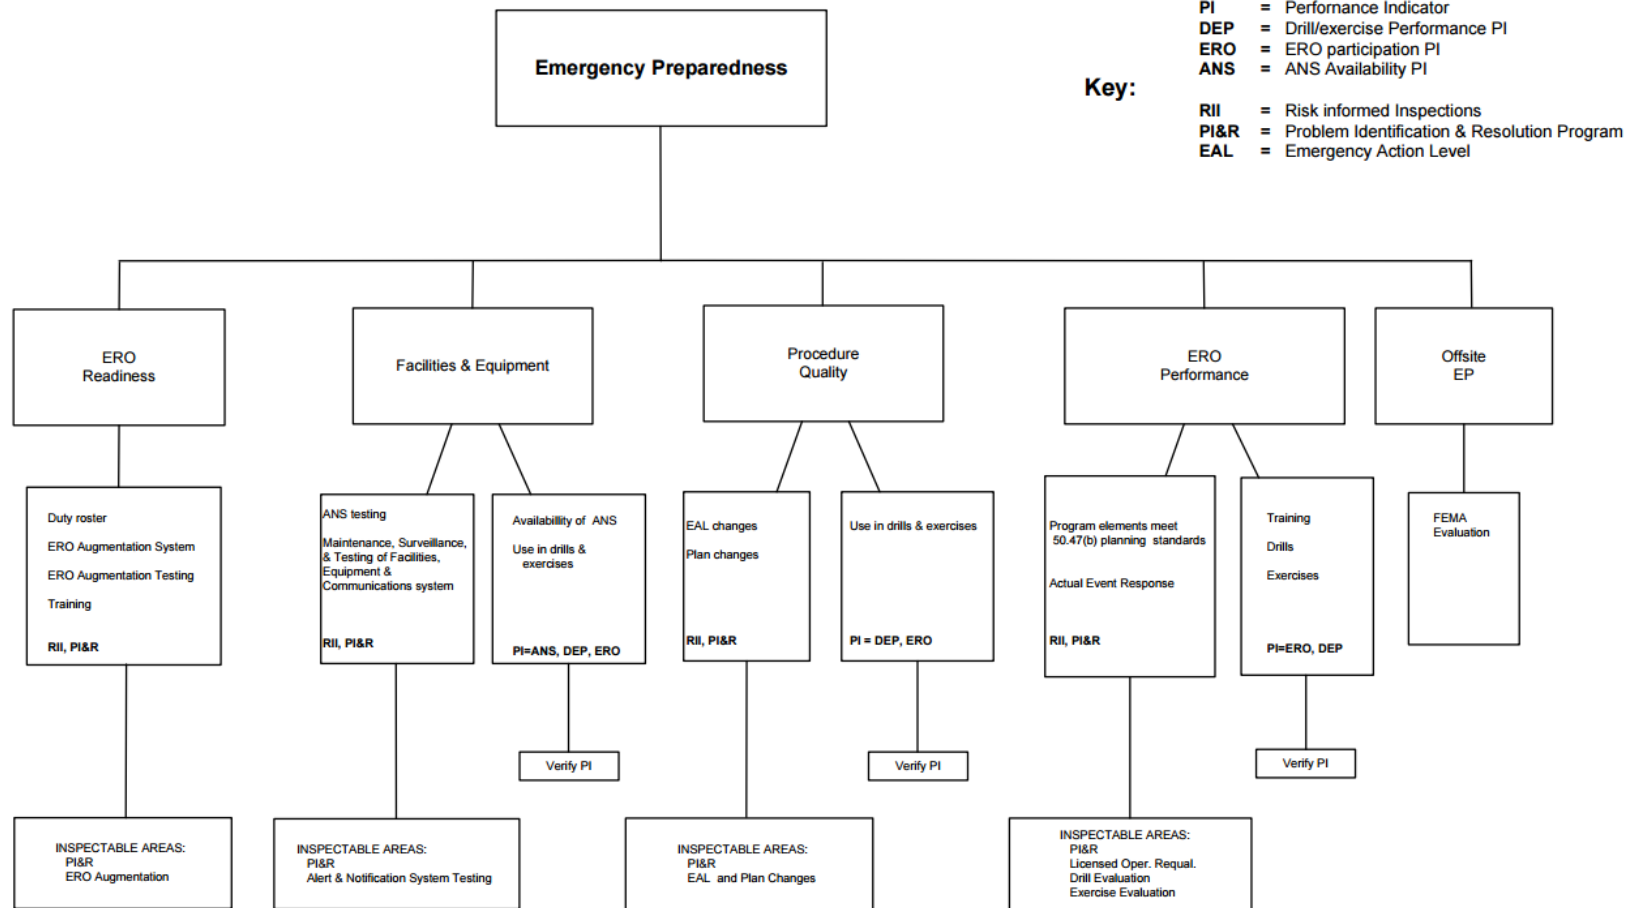 PI = Perfornance Indicator
DEP = Drill/exercise Performance PI
ERO = ERO participation PI
ANS = ANS Availability PI
Key:
RII = Risk informed Inspections
PI&R = Problem Identification & Resolution Program
EAL = Emergency Action Level
Emergency Preparedness
ERO
Readiness
Facilities & Equipment
Procedure
Quality
ERO
Performance
Offsite
EP
Duty roster
ERO Augmentation System
ERO Augmentation Testing
Training
RII, PI&R
ANS testing
Maintenance, Surveillance,
& Testing of Facilities,
Equipment &
Communications system
RII, PI&R
Availabillity of ANS
Use in drills &
exercises
PI=ANS, DEP, ERO
EAL changes
Plan changes
RII, PI&R
Use in drills & exercises
PI = DEP, ERO
Program elements meet
50.47(b) planning standards
Actual Event Response
RII, PI&R
Training
Drills
Exercises
PI=ERO, DEP
FEMA
Evaluation
Verify PI
Verify PI
Verify PI
INSPECTABLE AREAS:
PI&R
ERO Augmentation
INSPECTABLE AREAS:
PI&R
Alert & Notification System Testing
INSPECTABLE AREAS:
PI&R
EAL and Plan Changes
INSPECTABLE AREAS:
PI&R
Licensed Oper. Requal.
Drill Evaluation
Exercise Evaluation